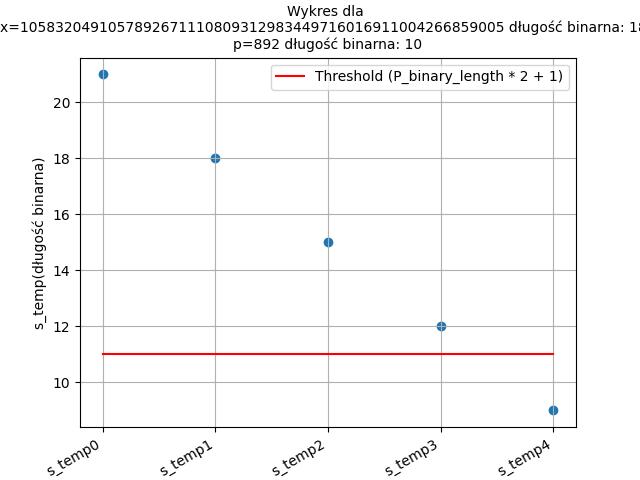 Wykres dla
x=1058320491057892671110809312983449716016911004266859005 długość binarna: 18
p=892 długość binarna: 10
Threshold (P_binary_length * 2 + 1)
s_temp(długość binarna)
20
18
16
14
12
10
s_temp0
s_temp1
s_temp2
s_temp3
s_temp4